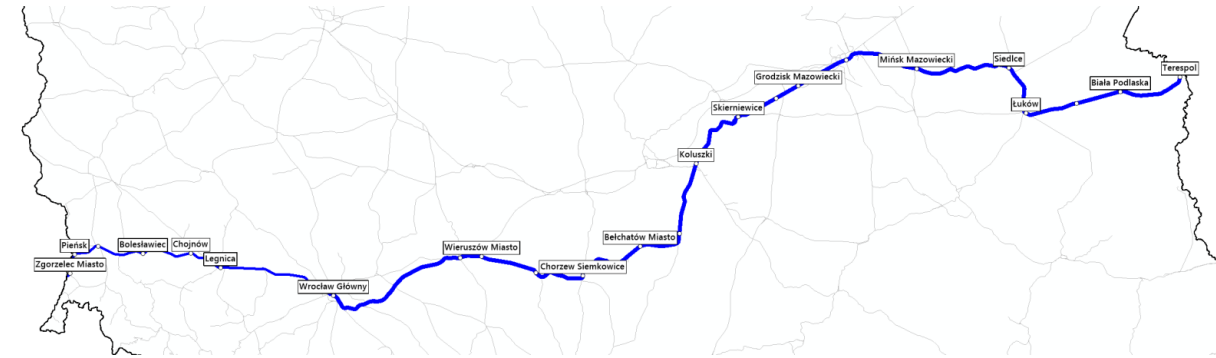 Mińsk Mazowiecki
Siedlce
Terespol
Grodzisk Mazowiecki
Biała Podlaska
Skierniewice
Łuków
Koluszki
Bełchatów Miasto
Pieńsk
Bolesławiec
Chojnów
Wieruszów Miasto
Legnica
Zgorzelec Miasto
Chorzew Siemkowice
Wrocław Główny